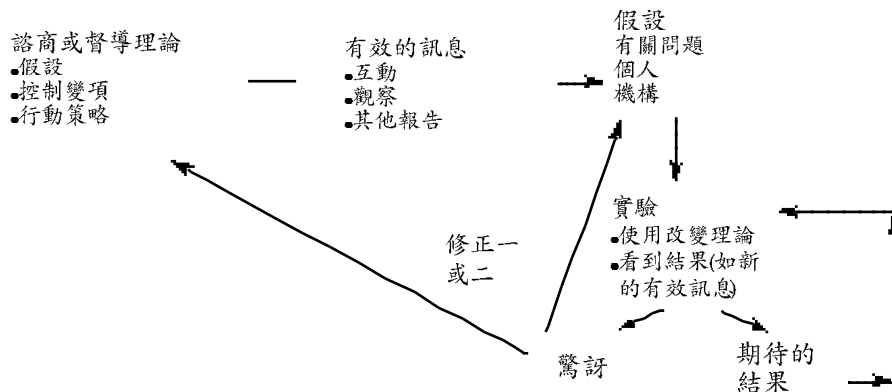 諮商或督導理論
•假設
•控制變項
•行動策略
有效的訊息
•互動
•觀察
•其他報告
假設
有關問題
個人
機構
實驗
•使用改變理論
•看到結果(如新
的有效訊息)
修正一
或二
驚訝
期待的
結果